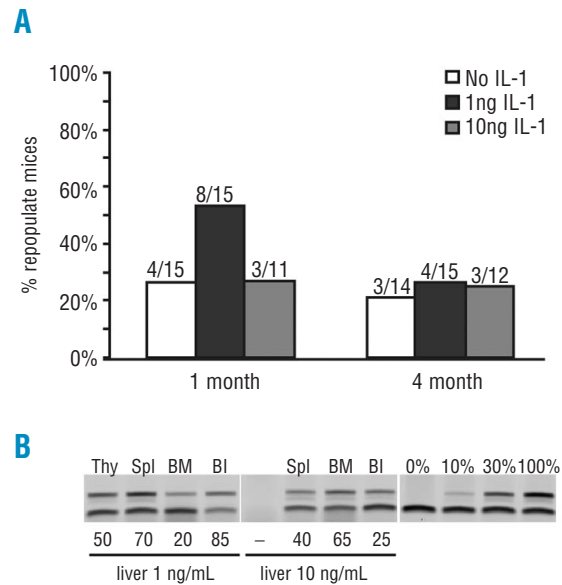 A
100%
80%
60%
40%
20%
0%
% repopulate mices
No IL-1
1ng IL-1
10ng IL-1
4/15
8/15
3/11
3/14
4/15
3/12
1 month
4 month
B
Thy Spl BM BI Spl BM BI 0% 10% 30% 100%
50 70 20 85 – 40 65 25
liver 1 ng/mL liver 10 ng/mL